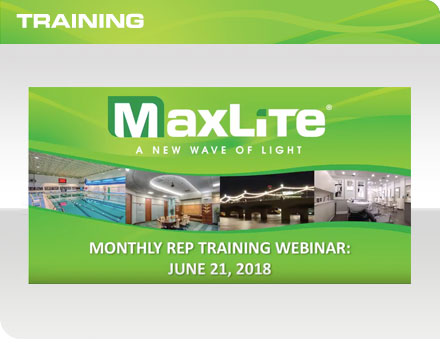 TRAINING
MAXLITE®
A NEW WAVE OF LIGHT
MONTHLY REP TRAINING WEBINAR:
JUNE 21, 2018